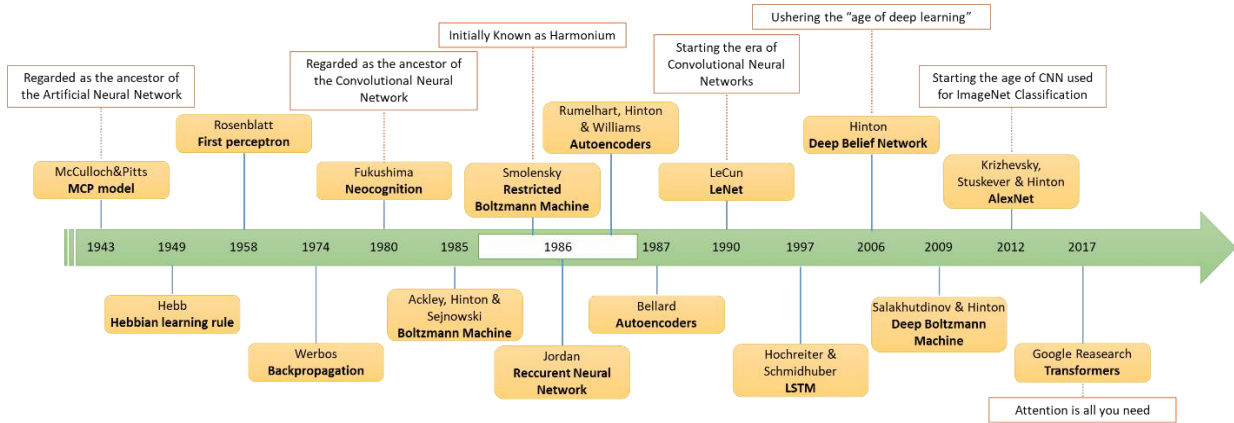 Ushering the “age of deep learning”
Initially Known as Harmonium
Starting the era of
Convolutional Neural
Networks
Regarded as the ancestor of
the Convolutional Neural
Network
Regarded as the ancestor of
the Artificial Neural Network
Starting the age of CNN used
for ImageNet Classification
Rumelhart, Hinton
& Williams
Autoencoders
Rosenblatt
First perceptron
Hinton
Deep Belief Network
McCulloch&Pitts
MCP model
Fukushima
Neocognition
Smolensky
Restricted
Boltzmann Machine
LeCun
LeNet
Krizhevsky,
Stuskever & Hinton
AlexNet
1943 1949 1958 1974 1980 1985 1986 1987 1990 1997 2006 2009 2012 2017
Hebb
Hebbian learning rule
Ackley, Hinton &
Sejnowski
Boltzmann Machine
Bellard
Autoencoders
Salakhutdinov & Hinton
Deep Boltzmann
Machine
Werbos
Backpropagation
Jordan
Reccurent Neural
Network
Hochreiter &
Schmidhuber
LSTM
Google Reasearch
Transformers
Attention is all you need